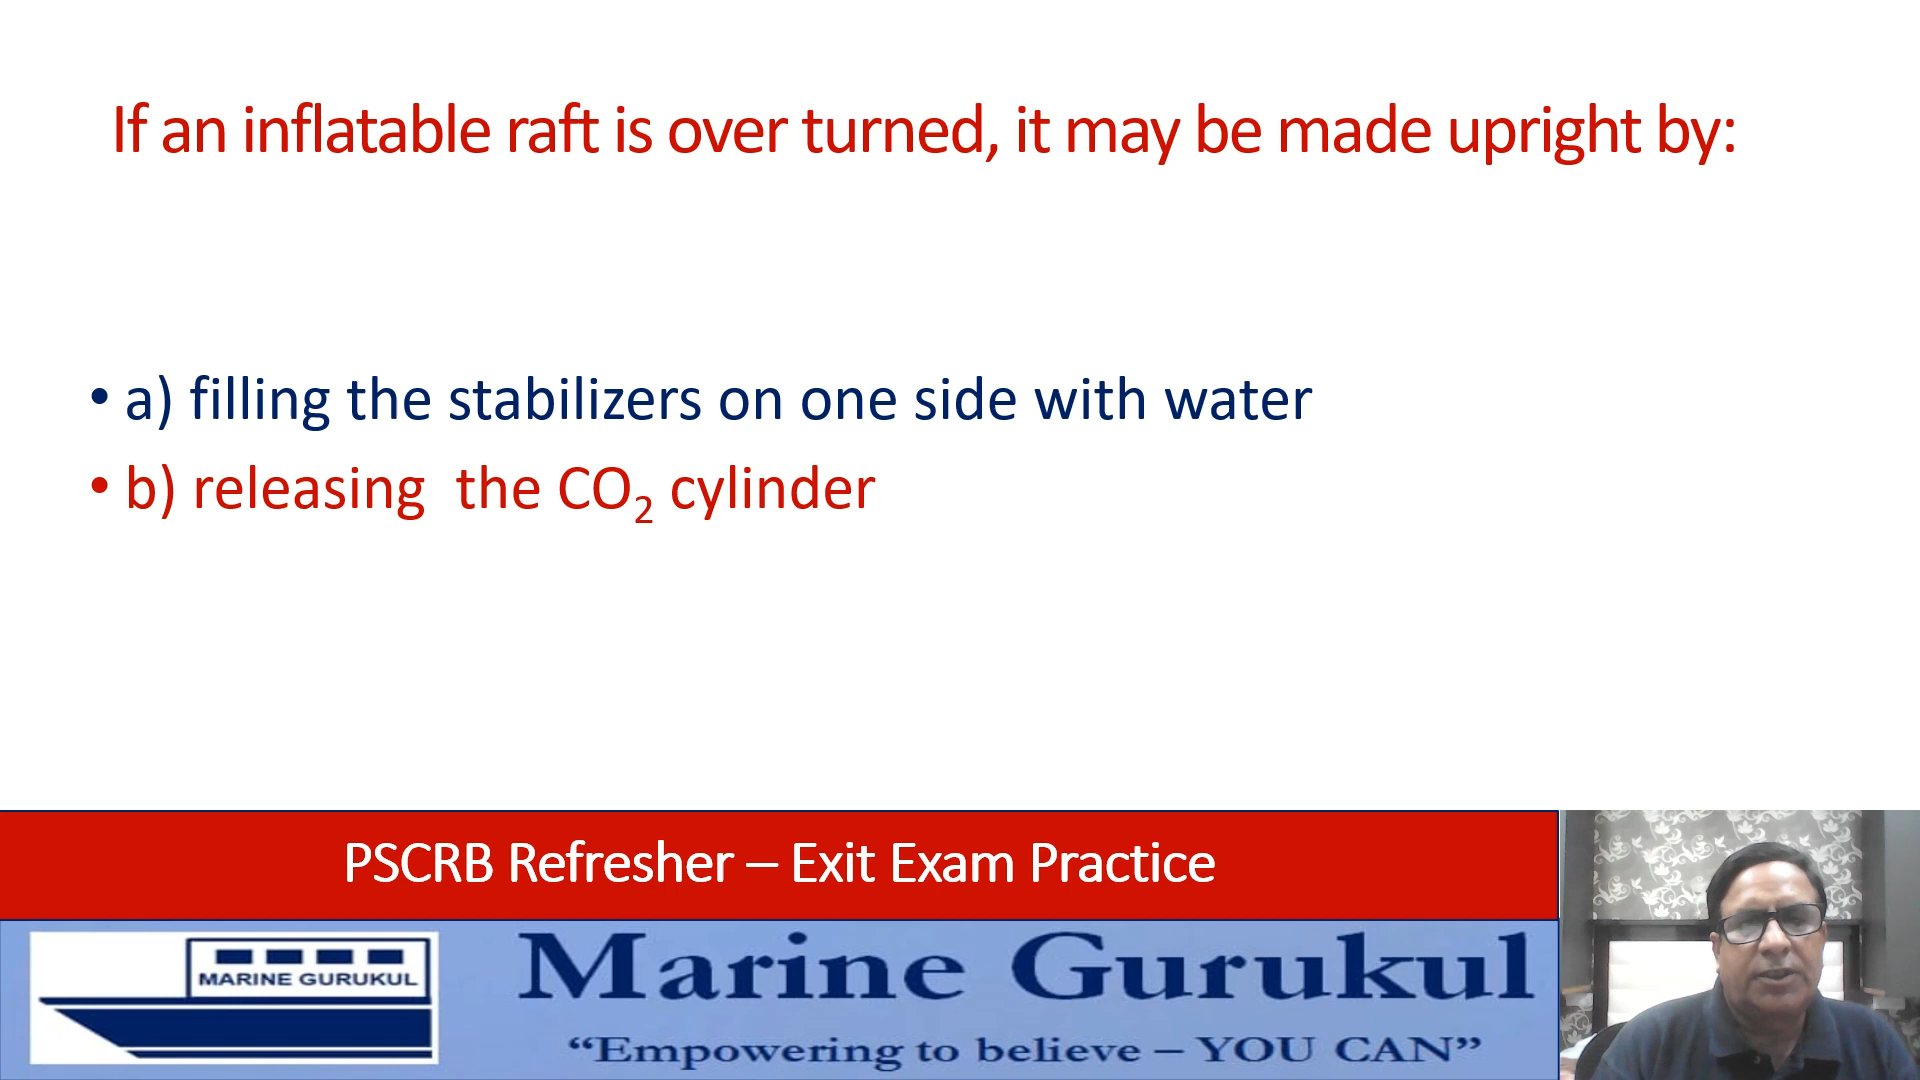 If an inflatable raft is over turned, it may be made upright by:
• a) filling the stabilizers on one side with water
• b) releasing the CO₂ cylinder
PSCRB Refresher – Exit Exam Practice
MARINE GURUKUL
Marine Gurukul
“Empowering to believe – YOU CAN”